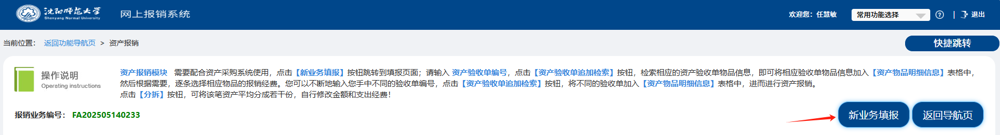 沈阳师范大学
Shenyang Normal University
网上报销系统
欢迎您：任慧敏
常用功能选择
退出
当前位置： 返回功能导航页 > 资产报销
快捷跳转
操作说明
Operating instructions
资产报销模块 需要配合资产采购系统使用，点击【新业务填报】按钮跳转到填报页面；请输入 资产验收单编号，点击【资产验收单追加检索】按钮，检索相应的资产验收单物品信息，即可将相应验收单物品信息加入【资产物品明细信息】表格中，
然后根据需要，逐条选择相应物品的报销经费。您可以不断地输入您手中不同的验收单编号，点击【资产验收单追加检索】按钮，将不同的验收单加入【资产物品明细信息】表格中，进而进行资产报销。
点击【分拆】按钮，可将该笔资产平均分成若干份，自行修改金额和支出经费！
报销业务编号： FA202505140233
新业务填报
返回导航页